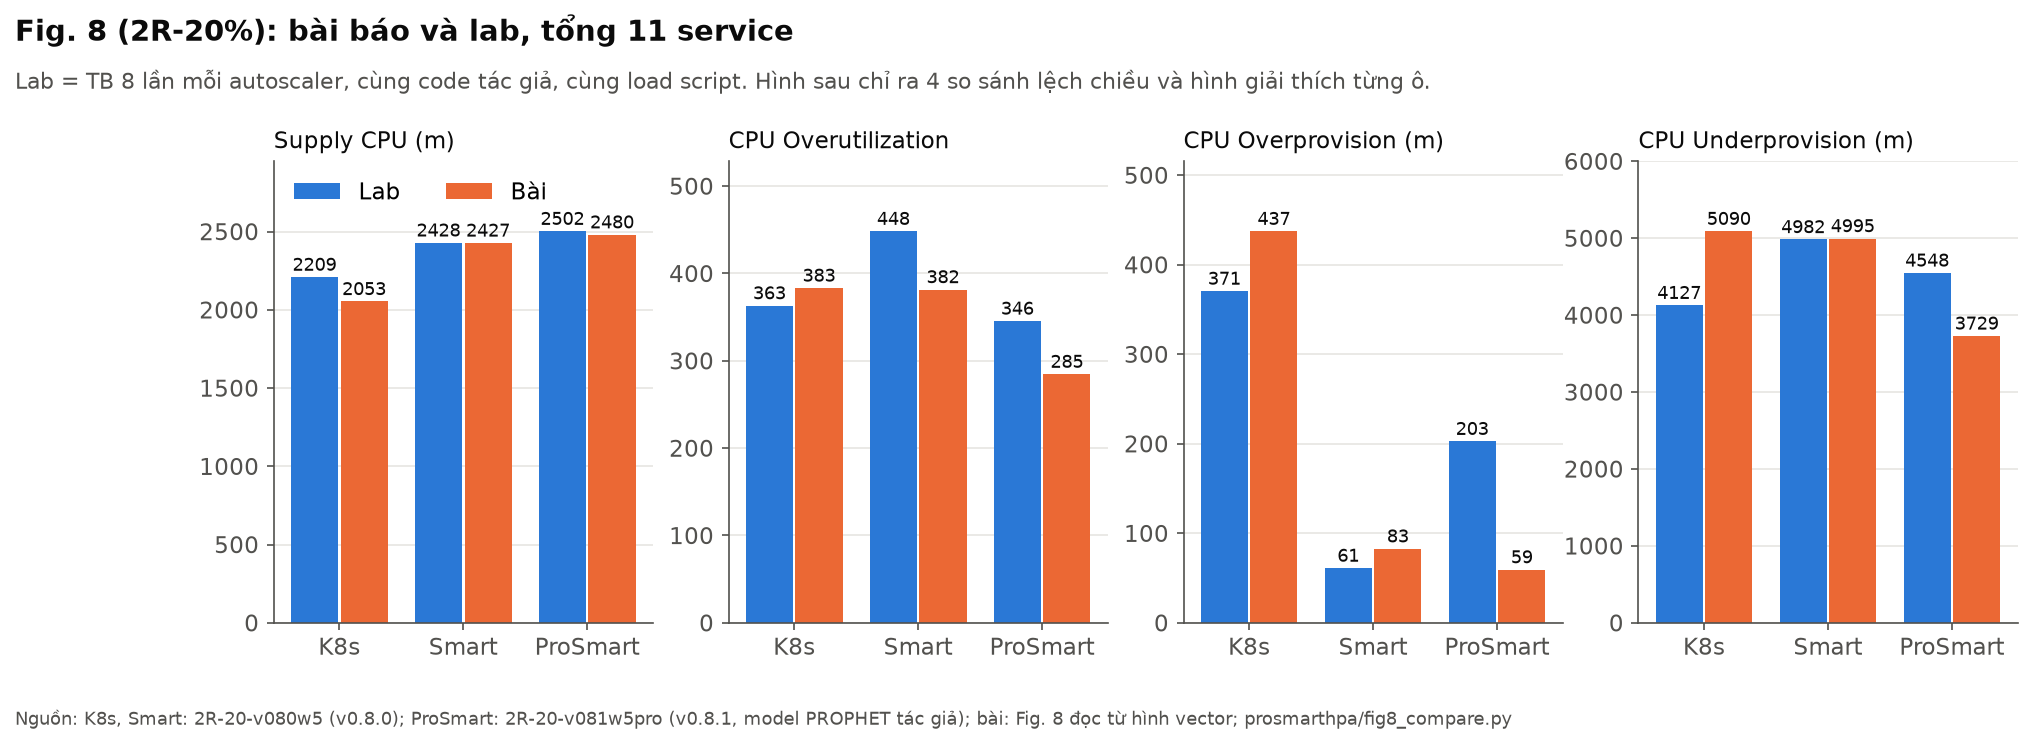 Fig. 8 (2R-20%): bài báo và lab, tổng 11 service
Lab = TB 8 lần mỗi autoscaler, cùng code tác giả, cùng load script. Hình sau chỉ ra 4 so sánh lệch chiều và hình giải thích từng ô.
Supply CPU (m)
Lab
Bài
2500
2000
1500
1000
500
0
2209
2053
2428
2427
2502
2480
K8s
Smart
ProSmart
CPU Overutilization
500
400
300
200
100
0
363
383
448
382
346
285
K8s
Smart
ProSmart
CPU Overprovision (m)
500
400
300
200
100
0
371
437
61
83
203
59
K8s
Smart
ProSmart
CPU Underprovision (m)
6000
5000
4000
3000
2000
1000
0
4127
5090
4982
4995
4548
3729
K8s
Smart
ProSmart
Nguồn: K8s, Smart: 2R-20-v080w5 (v0.8.0); ProSmart: 2R-20-v081w5pro (v0.8.1, model PROPHET tác giả); bài: Fig. 8 đọc từ hình vector; prosmarthpa/fig8_compare.py